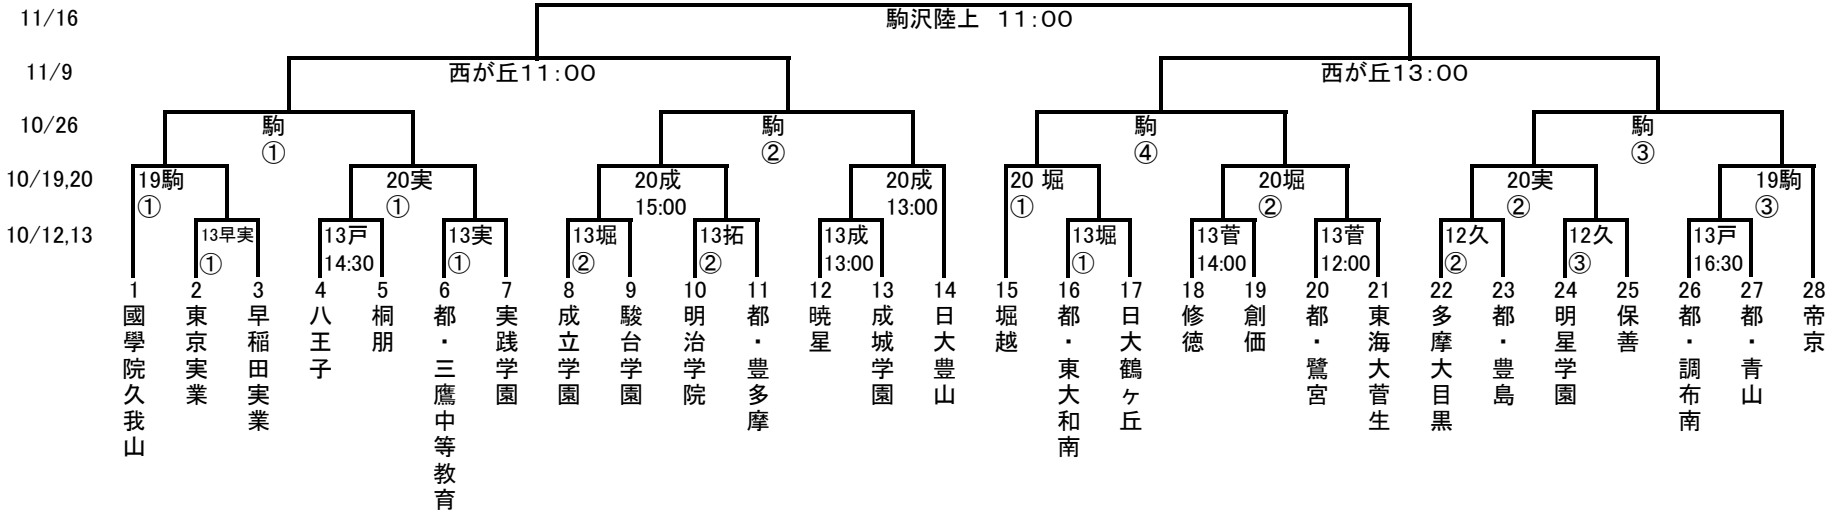 11/16
駒沢陸上 11:00
11/9
西が丘11:00
西が丘13:00
10/26
駒
①
駒
②
駒
④
駒
③
10/19,20
19駒
①
20実
①
20成
15:00
20成
13:00
20 堀
①
20堀
②
20実
②
19駒
③
10/12,13
13早実
①
13戸
14:30
13実
①
13堀
②
13拓
②
13成
13:00
13堀
①
13菅
14:00
13菅
12:00
12久
②
12久
③
13戸
16:30
1
國學院久我山
2
東京実業
3
早稲田実業
4
八王子
5
桐朋
6
都・三鷹中等教育
7
実践学園
8
成立学園
9
駿台学園
10
明治学院
11
都・豊多摩
12
暁星
13
成城学園
14
日大豊山
15
堀越
16
都・東大和南
17
日大鶴ヶ丘
18
修徳
19
創価
20
都・鷺宮
21
東海大菅生
22
多摩大目黒
23
都・豊島
24
明星学園
25
保善
26
都・調布南
27
都・青山
28
帝京